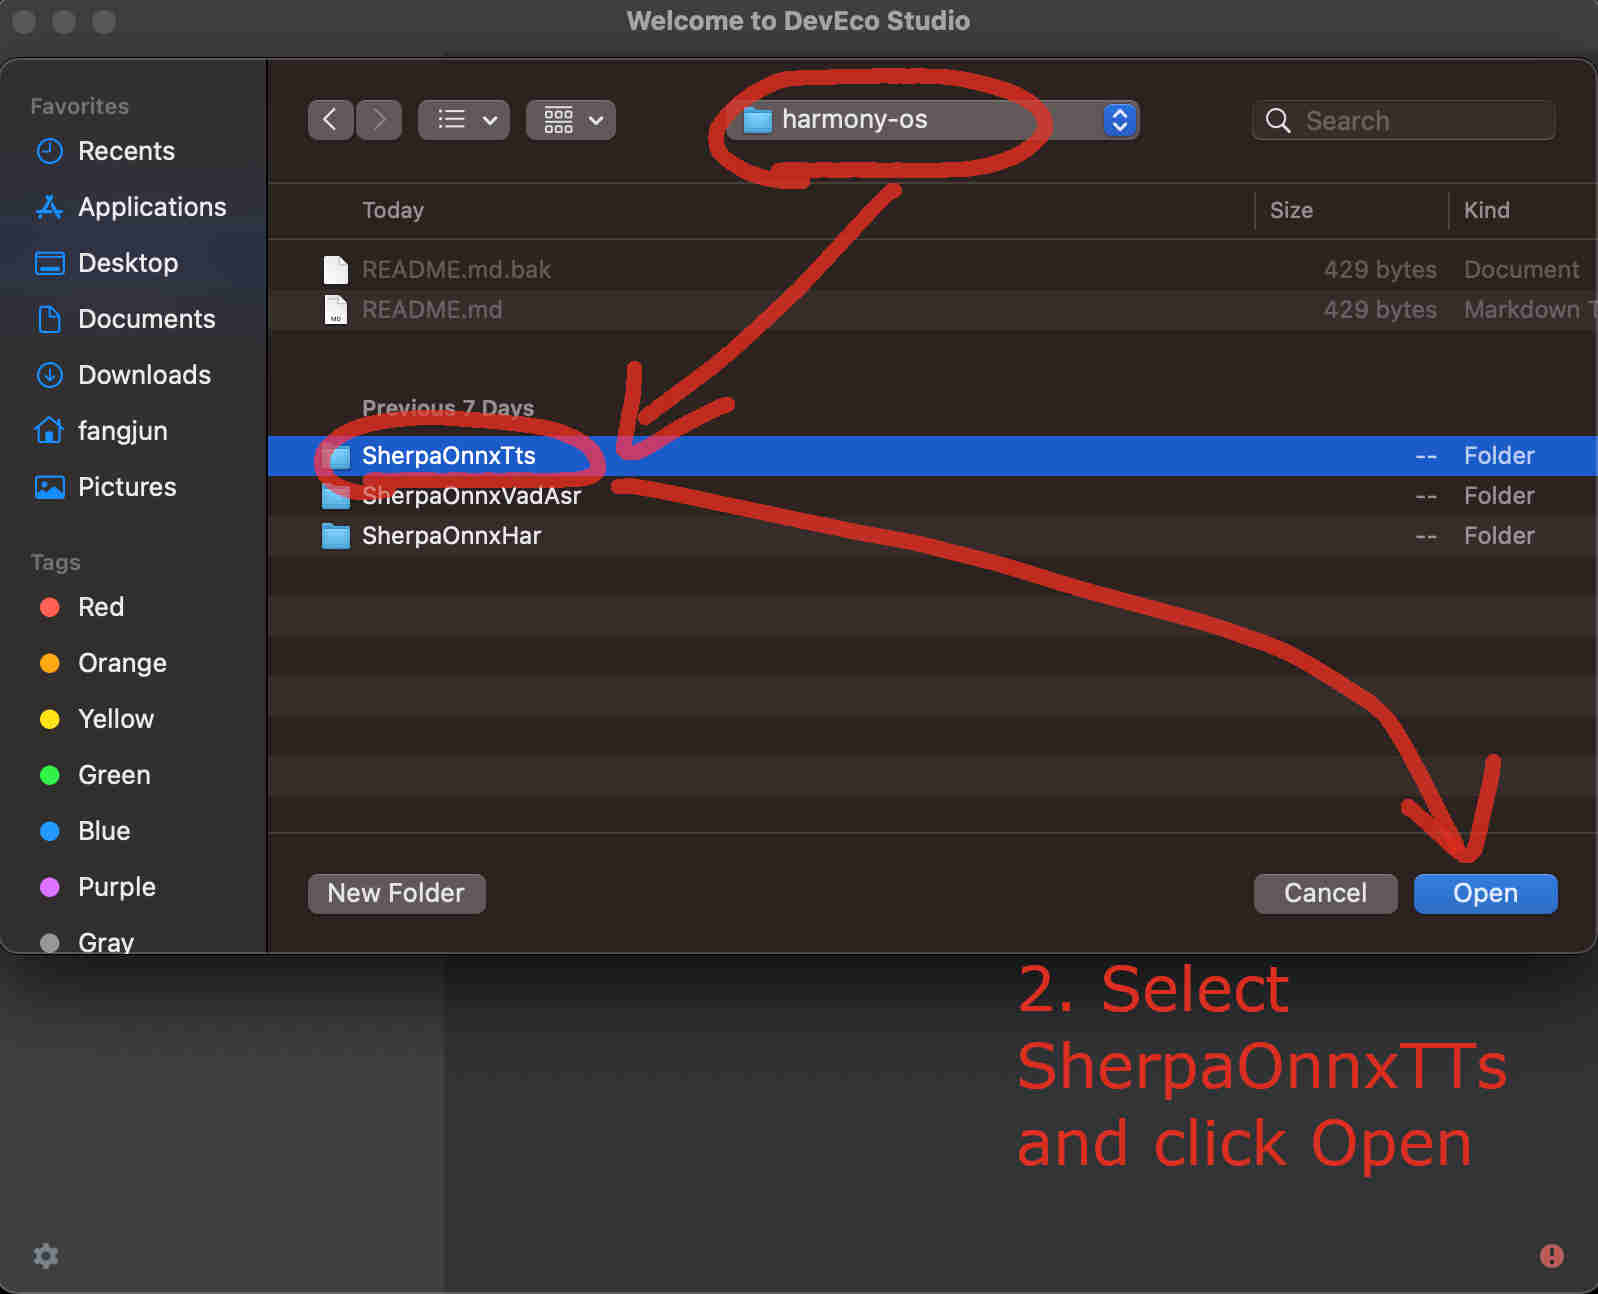 Welcome to DevEco Studio
Favorites
Recents
Applications
Desktop
Documents
Downloads
fangjun
Pictures
Tags
Red
Orange
Yellow
Green
Blue
Purple
Gray
harmony-os
Search
Today Size Kind
README.md.bak 429 bytes Document
README.md 429 bytes Markdown T
Previous 7 Days
SherpaOnnxTts -- Folder
SherpaOnnxVadAsr -- Folder
SherpaOnnxHar -- Folder
New Folder Cancel Open
2. Select
SherpaOnnxTTs
and click Open